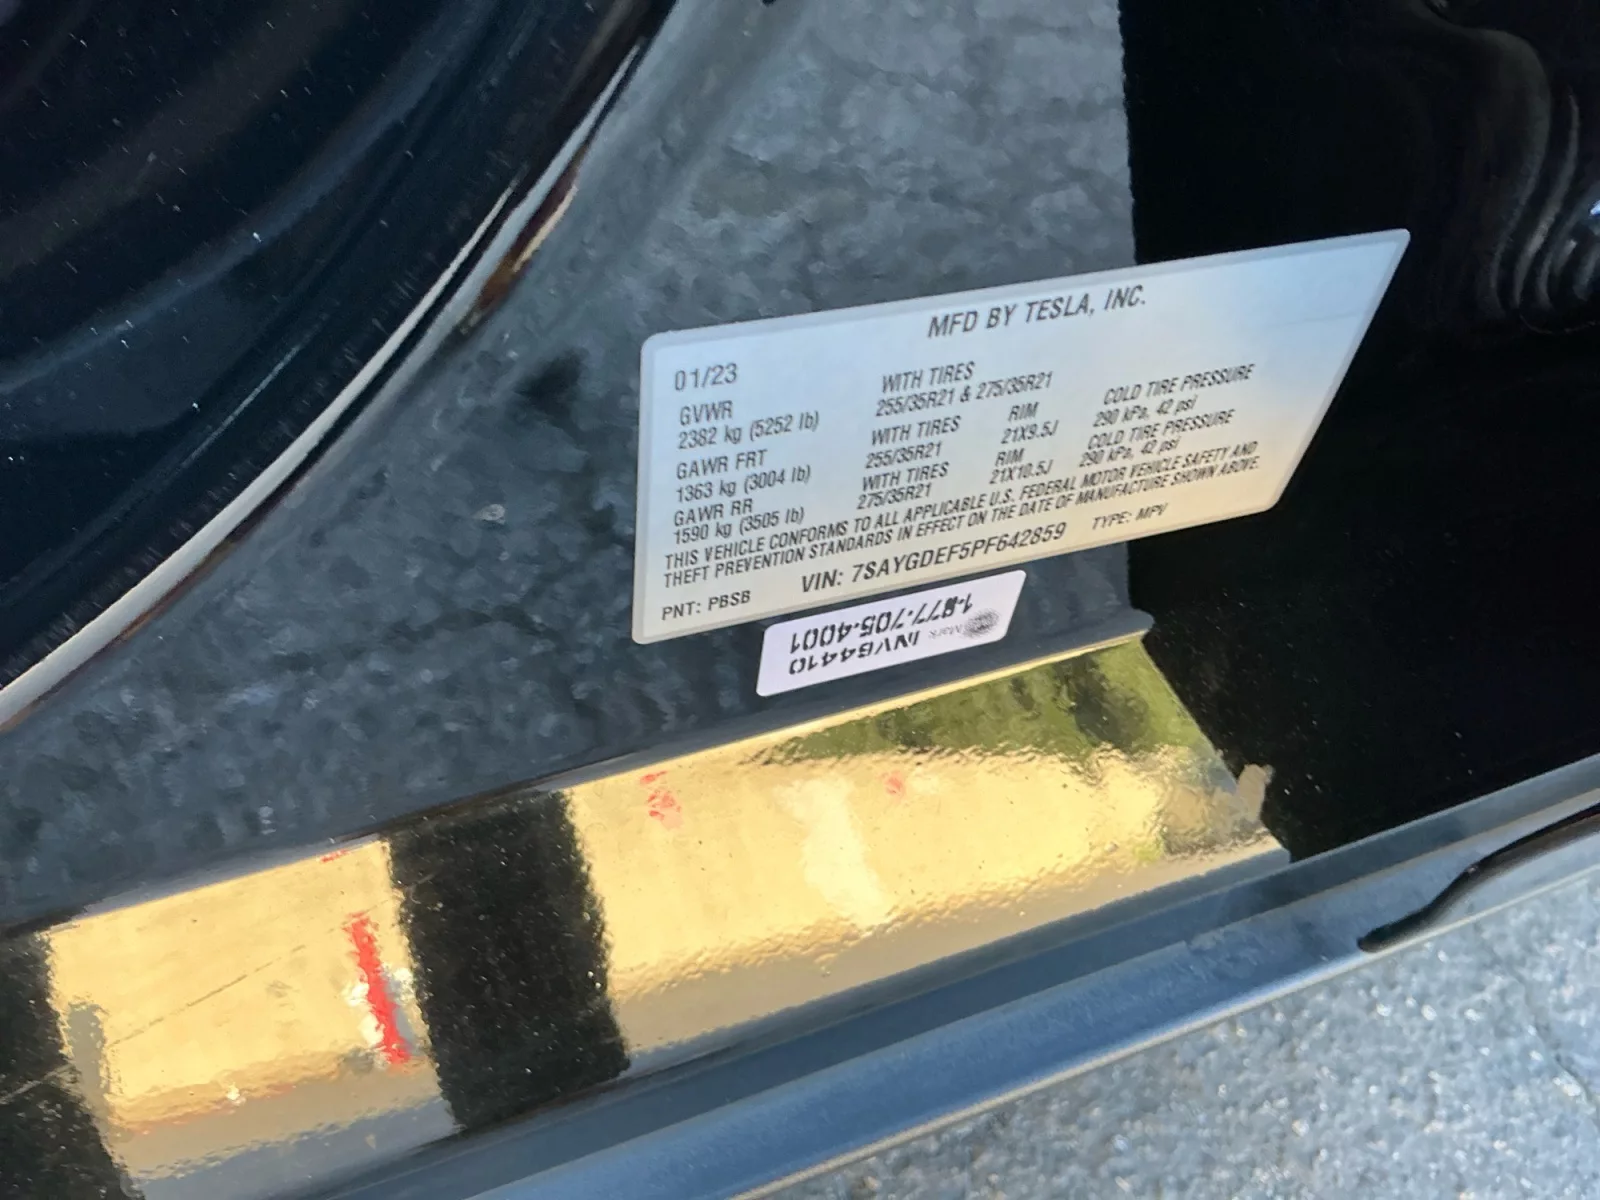 MFD BY TESLA, INC.
01/23
GVWR WITH TIRES
2382 kg (5252 lb) 255/35R21 & 275/35R21
GAWR FRT WITH TIRES RIM COLD TIRE PRESSURE
1363 kg (3004 lb) 255/35R21 21X9.5J 290 kPa, 42 psi
GAWR RR WITH TIRES RIM COLD TIRE PRESSURE
1590 kg (3505 lb) 275/35R21 21X10.5J 290 kPa, 42 psi
THIS VEHICLE CONFORMS TO ALL APPLICABLE U.S. FEDERAL MOTOR VEHICLE SAFETY AND
THEFT PREVENTION STANDARDS IN EFFECT ON THE DATE OF MANUFACTURE SHOWN ABOVE.
PNT: PBSB VIN: 7SAYGDEF5PF642859 TYPE: MPV
1-877-705-4001